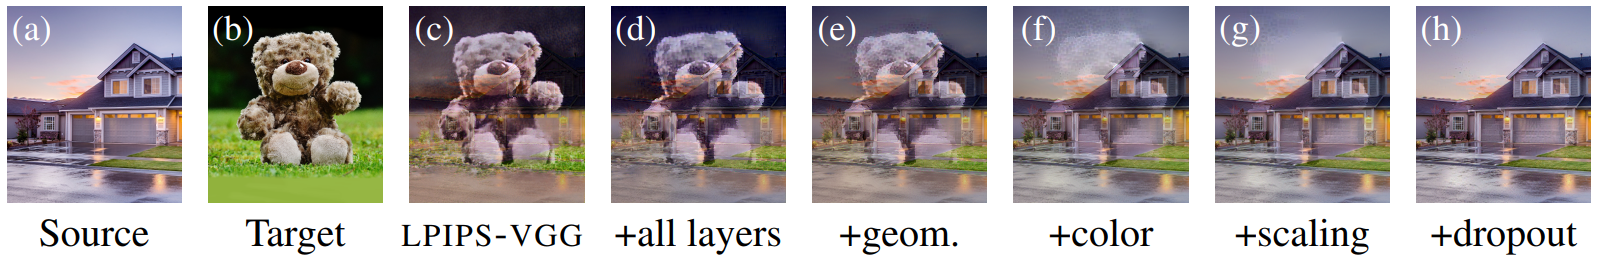 (a) (b) (c) (d) (e) (f) (g) (h)
Source Target LPIPS-VGG +all layers +geom. +color +scaling +dropout